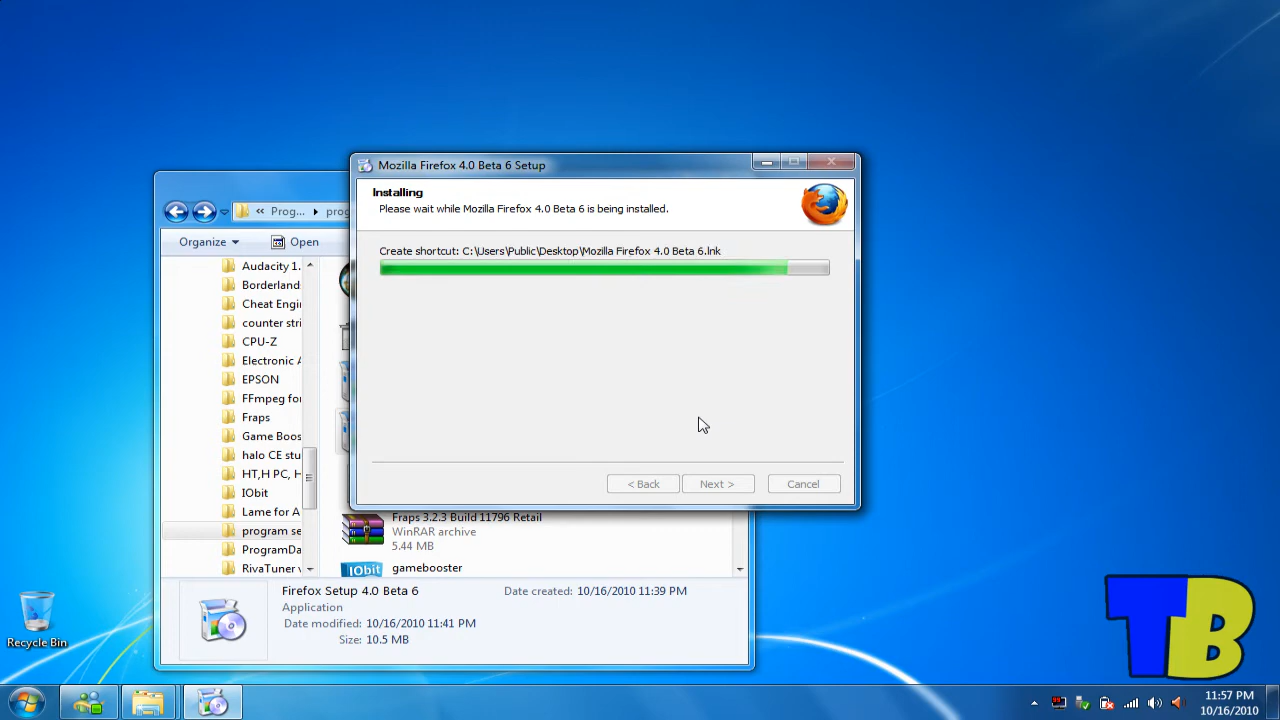 Mozilla Firefox 4.0 Beta 6 Setup
Installing
Please wait while Mozilla Firefox 4.0 Beta 6 is being installed.
Create shortcut: C:\Users\Public\Desktop\Mozilla Firefox 4.0 Beta 6.lnk
< Back
Next >
Cancel
« Prog... ▸ prog
Organize
Open
Audacity 1.
Borderland
Cheat Engi
counter stri
CPU-Z
Electronic A
EPSON
FFmpeg fo
Fraps
Game Boos
halo CE stu
HT,H PC, H
IObit
Lame for A
program se
ProgramDa
RivaTuner v
Fraps 3.2.3 Build 11796 Retail
WinRAR archive
5.44 MB
IObit
gamebooster
Firefox Setup 4.0 Beta 6
Date created: 10/16/2010 11:39 PM
Application
Date modified: 10/16/2010 11:41 PM
Size: 10.5 MB
Recycle Bin
TB
11:57 PM
10/16/2010